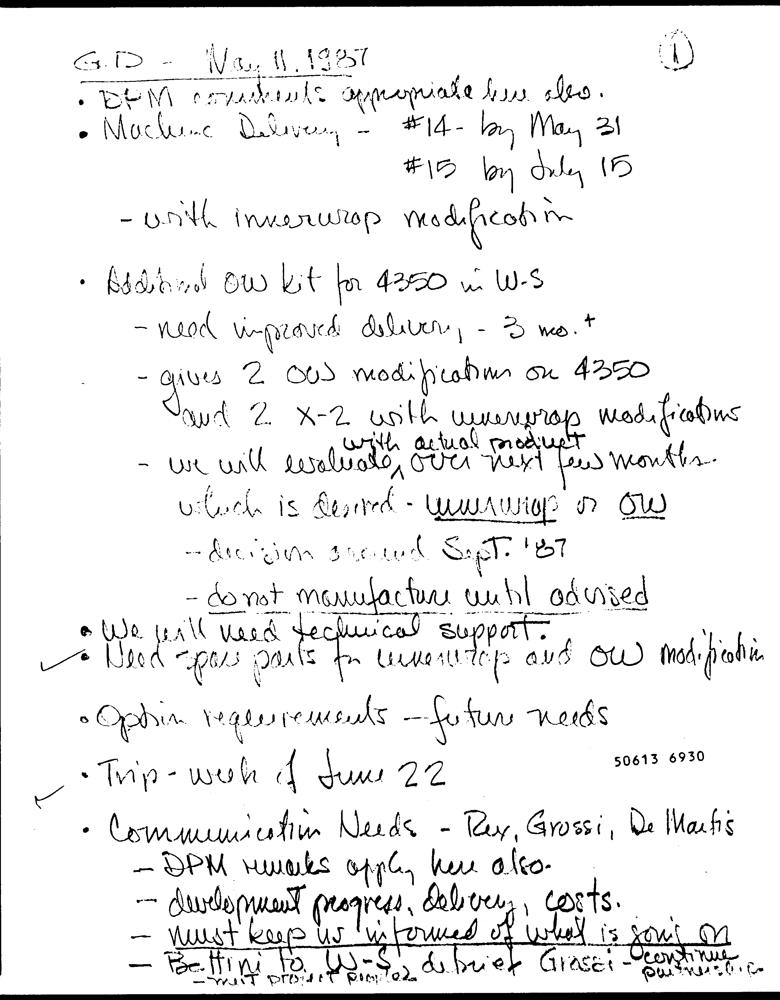 G.D - May 11, 1987
1
• DPM comments appropriate here also.
• Machine Delivery - #14 - by May 31
#15 by July 15
- with innerwrap modification
• Additional OW kit for 4350 in W-S
- need improved delivery - 3 mo.+
- gives 2 OW modifications on 4350
and 2 X-2 with innerwrap modifications
with actual product
- we will evaluate over next few months.
which is desired - innerwrap or OW
- decision around Sept. '87
- do not manufacture until advised
• We will need technical support.
• Need spare parts for innerwrap and OW modification
• Option requirements - future needs
50613 6930
• Trip - week of June 22
• Communication Needs - Rex, Grossi, De Martis
- DPM remarks apply here also.
- development progress, delivery, costs.
- must keep us informed of what is going on
- Bettini to W-S, debrief Grossi - continue
- meet project people